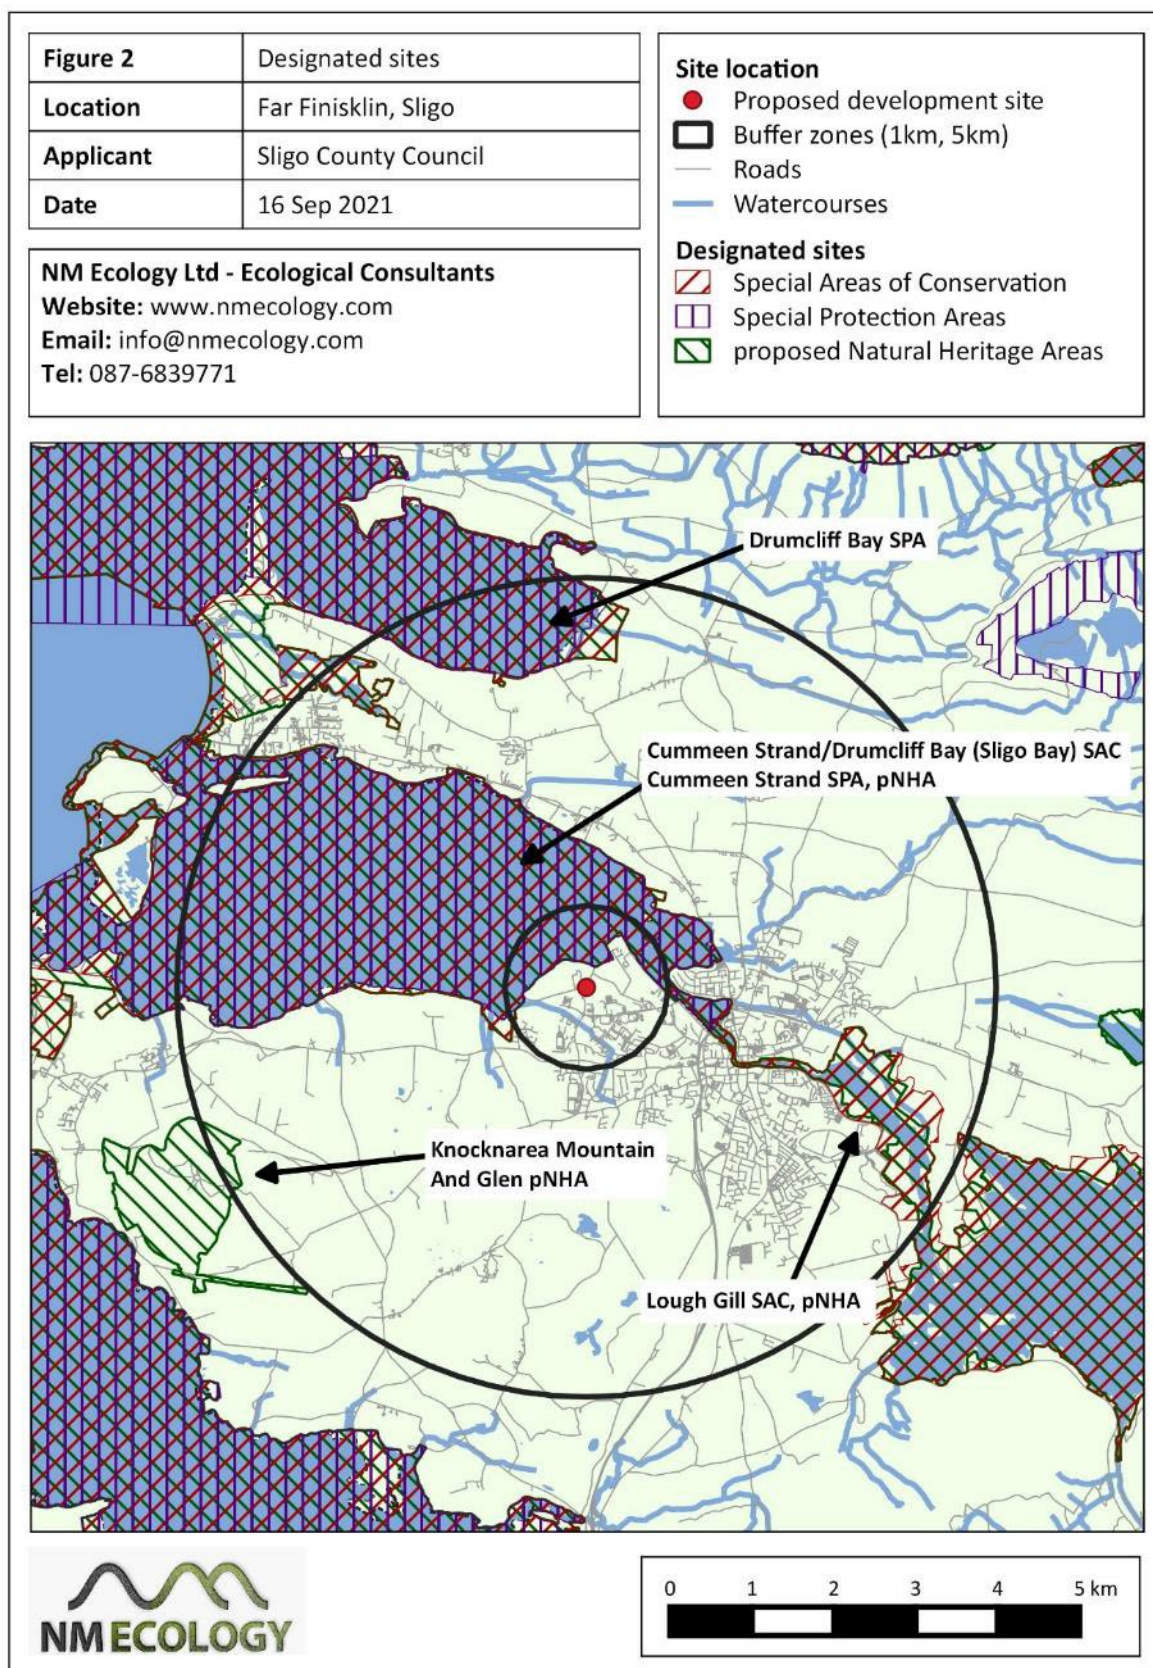 Figure 2 Designated sites
Location Far Finisklin, Sligo
Applicant Sligo County Council
Date 16 Sep 2021
NM Ecology Ltd - Ecological Consultants
Website: www.nmecology.com
Email: info@nmecology.com
Tel: 087-6839771
Site location
Proposed development site
Buffer zones (1km, 5km)
Roads
Watercourses
Designated sites
Special Areas of Conservation
Special Protection Areas
proposed Natural Heritage Areas
Drumcliff Bay SPA
Cummeen Strand/Drumcliff Bay (Sligo Bay) SAC
Cummeen Strand SPA, pNHA
Knocknarea Mountain
And Glen pNHA
Lough Gill SAC, pNHA
NM ECOLOGY
0 1 2 3 4 5 km